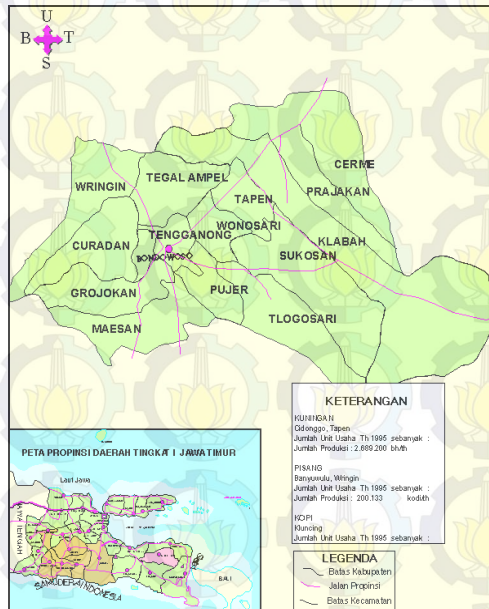 U
B T
S
CERME
TEGAL AMPEL
WRINGIN
PRAJAKAN
TAPEN
WONOSARI
TENGGANONG
CURADAN
KLABAH
SUKOSAN
BONDOWOSO
GROJOKAN
PUJER
TLOGOSARI
MAESAN
KETERANGAN
KUNINGAN
Cidonggo, Tapen
Jumlah Unit Usaha Th 1995 sebanyak :
Jumlah Produksi : 2,689,200 bh/th
PISANG
Banyuwulu, Wringin
Jumlah Unit Usaha Th 1995 sebanyak :
Jumlah Produksi : 200.133 kodi/th
KOPI
Kluncing
Jumlah Unit Usaha Th 1995 sebanyak :
PETA PROPINSI DAERAH TINGKAT I JAWA TIMUR
Laut Jawa
SAMUDERA INDONESIA
BALI
LEGENDA
Batas Kabupaten
Jalan Propinsi
Batas Kecamatan